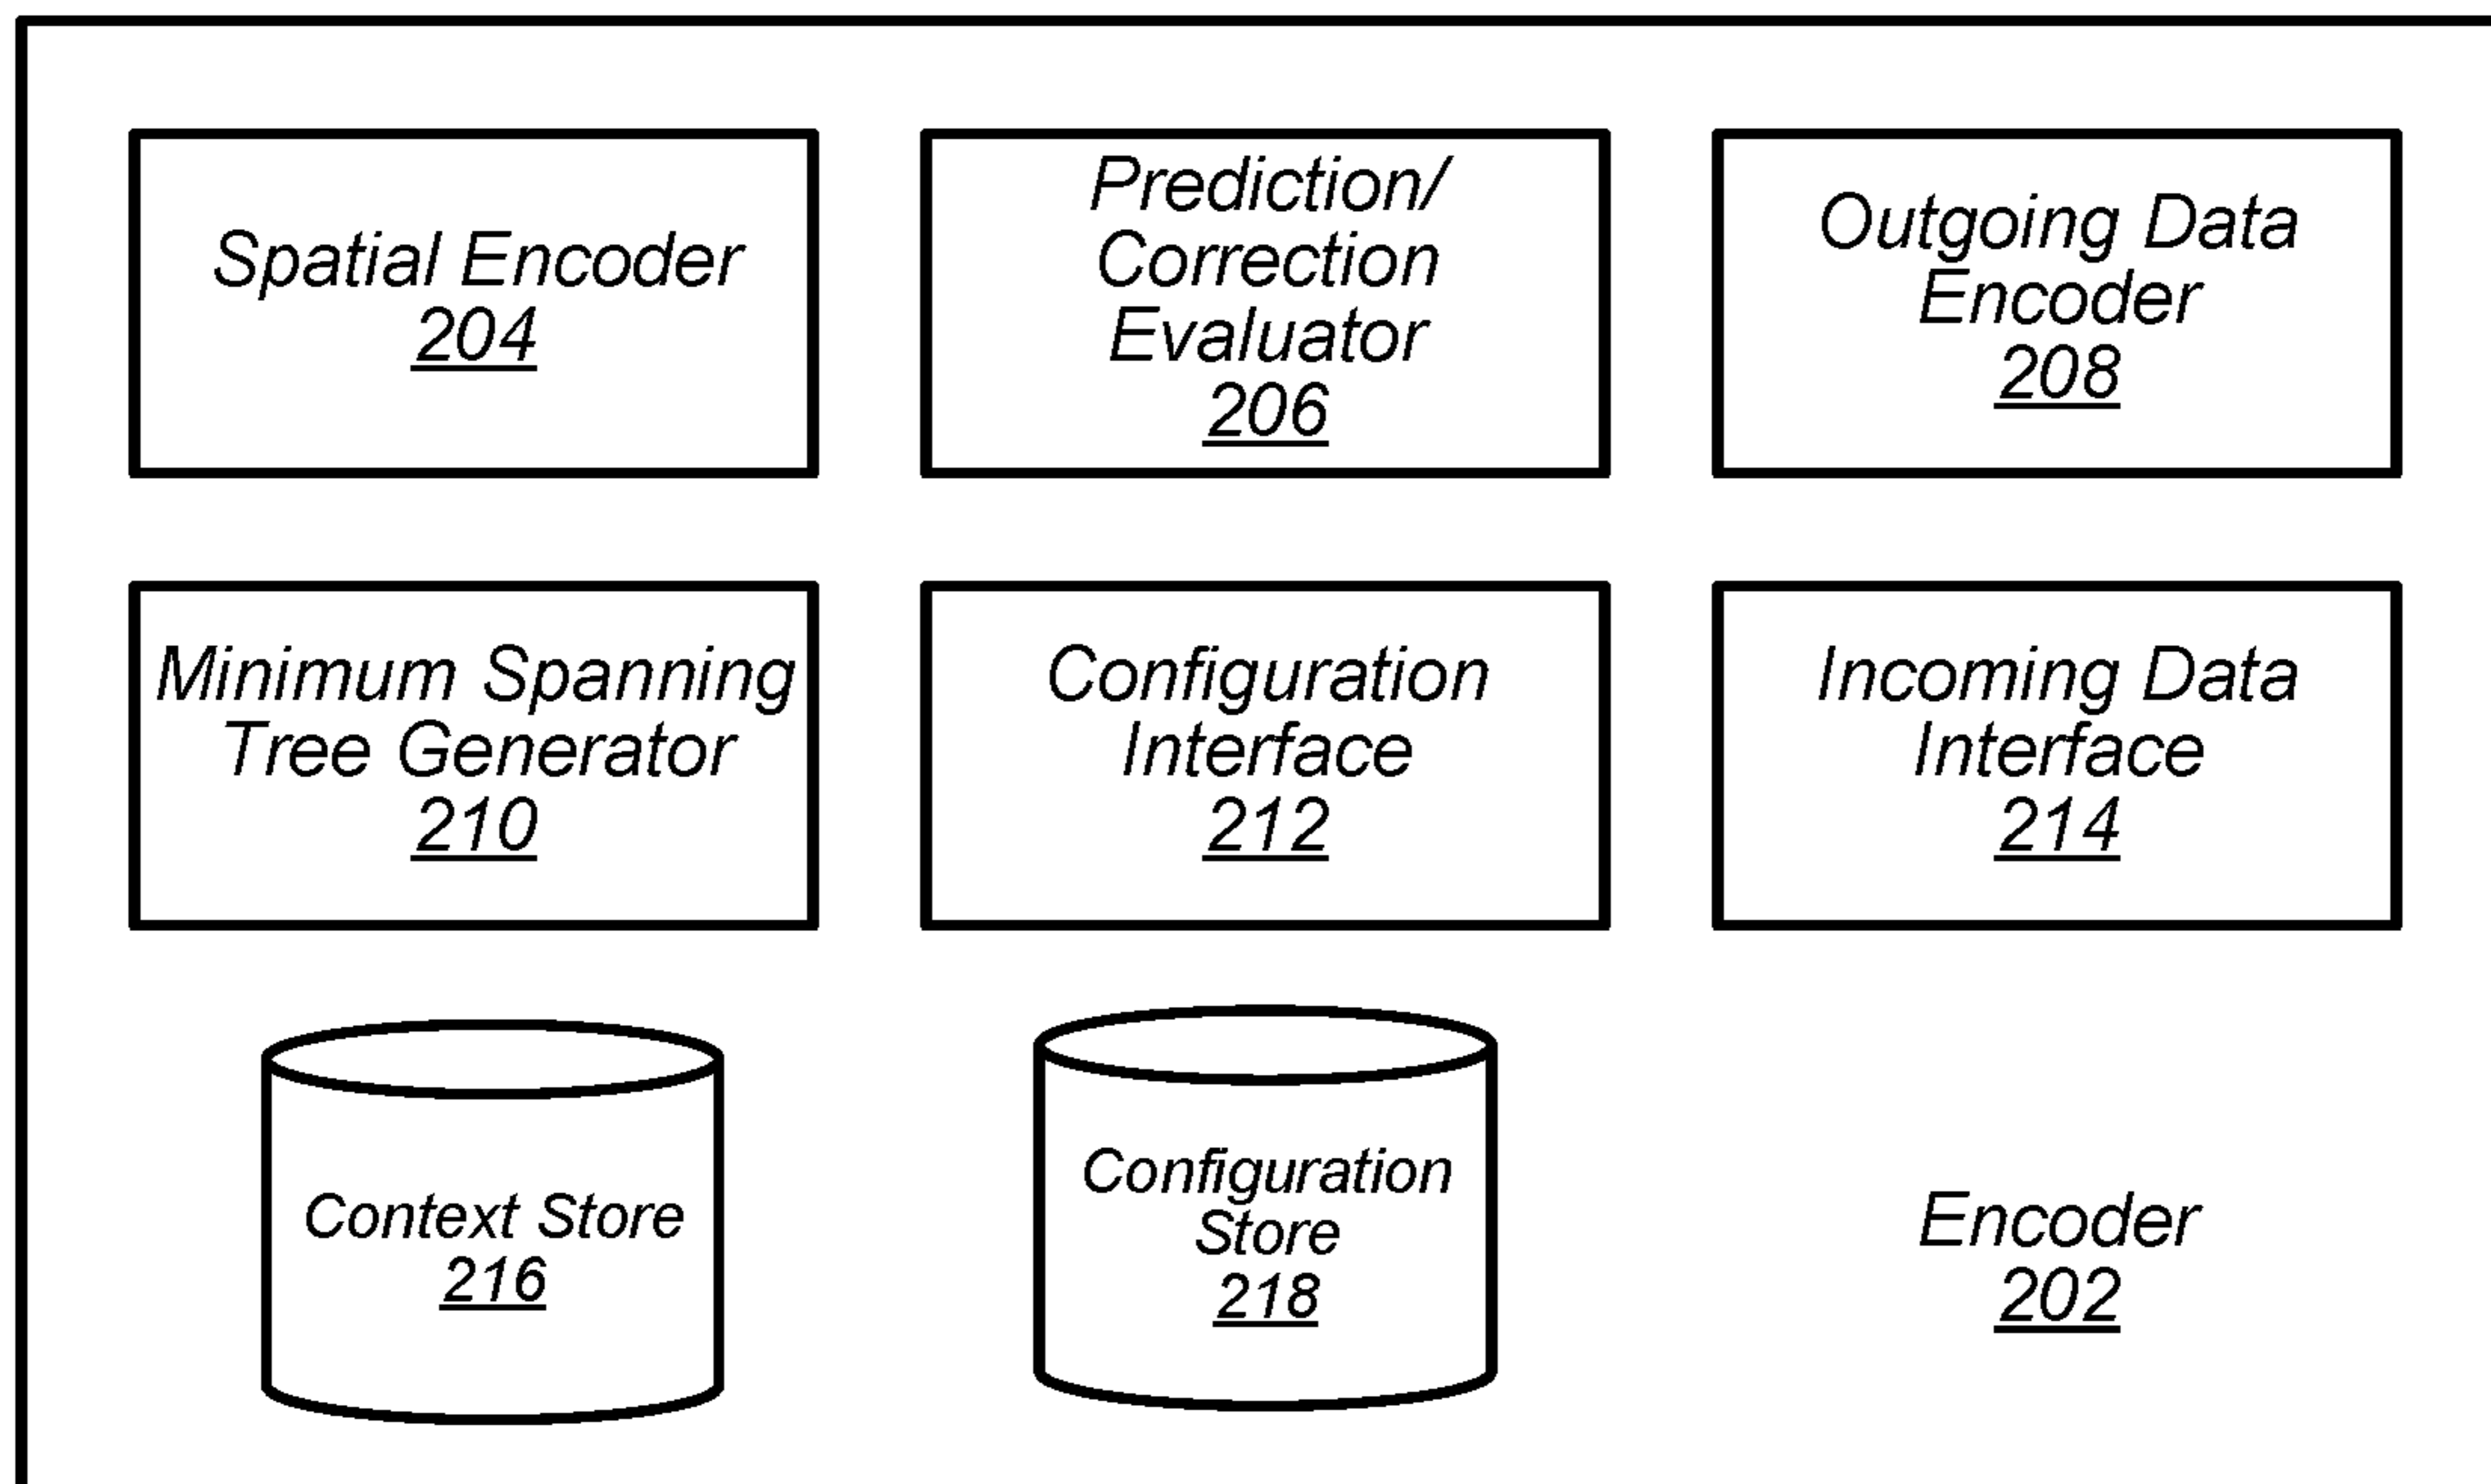 Spatial Encoder
204
Prediction/
Correction
Evaluator
206
Outgoing Data
Encoder
208
Minimum Spanning
Tree Generator
210
Configuration
Interface
212
Incoming Data
Interface
214
Context Store
216
Configuration
Store
218
Encoder
202